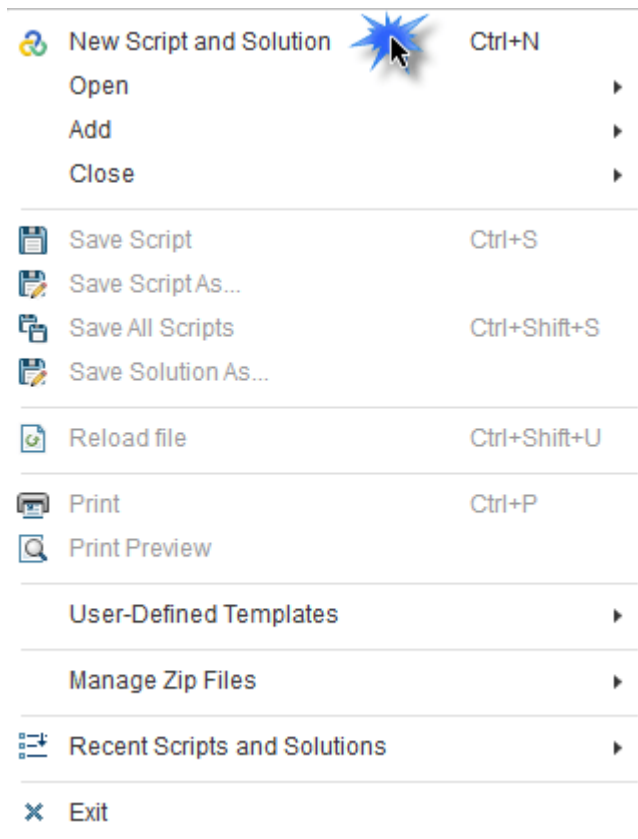 New Script and Solution Ctrl+N
Open
Add
Close
Save Script Ctrl+S
Save Script As...
Save All Scripts Ctrl+Shift+S
Save Solution As...
Reload file Ctrl+Shift+U
Print Ctrl+P
Print Preview
User-Defined Templates
Manage Zip Files
Recent Scripts and Solutions
Exit